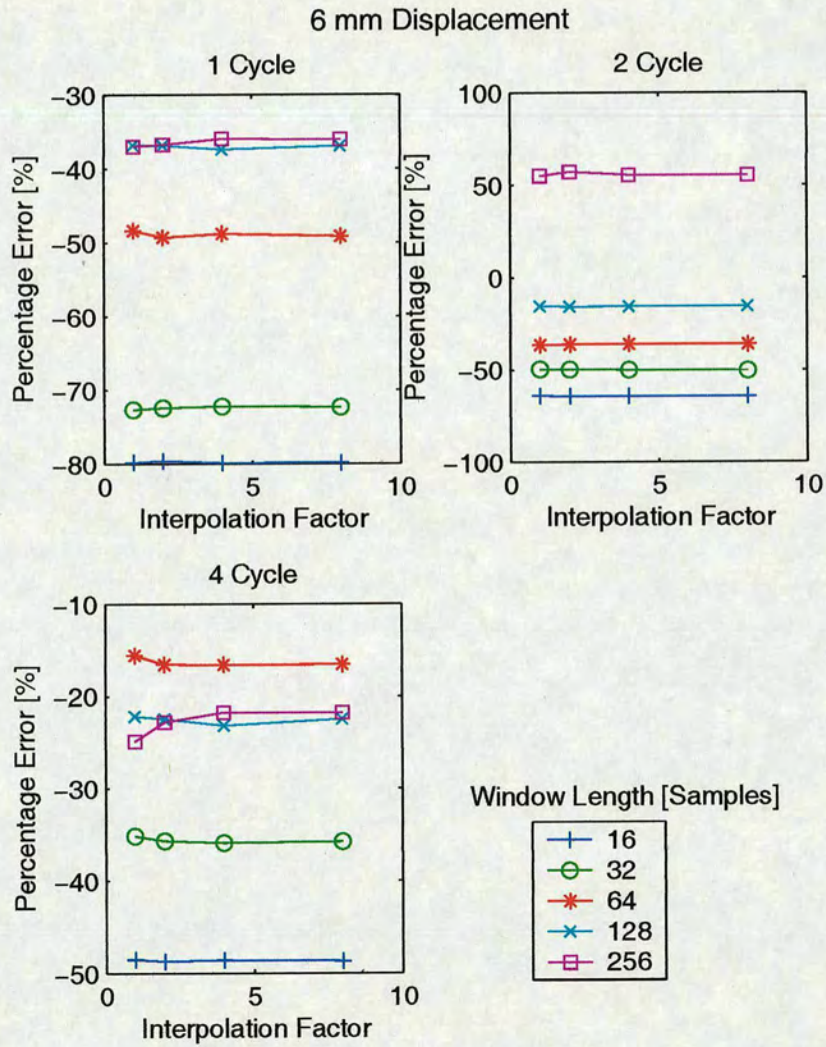 6 mm Displacement
1 Cycle
Percentage Error [%]
−30
−40
−50
−60
−70
−80
0
5
10
Interpolation Factor
2 Cycle
Percentage Error [%]
100
50
0
−50
−100
0
5
10
Interpolation Factor
4 Cycle
Percentage Error [%]
−10
−20
−30
−40
−50
0
5
10
Interpolation Factor
Window Length [Samples]
16
32
64
128
256